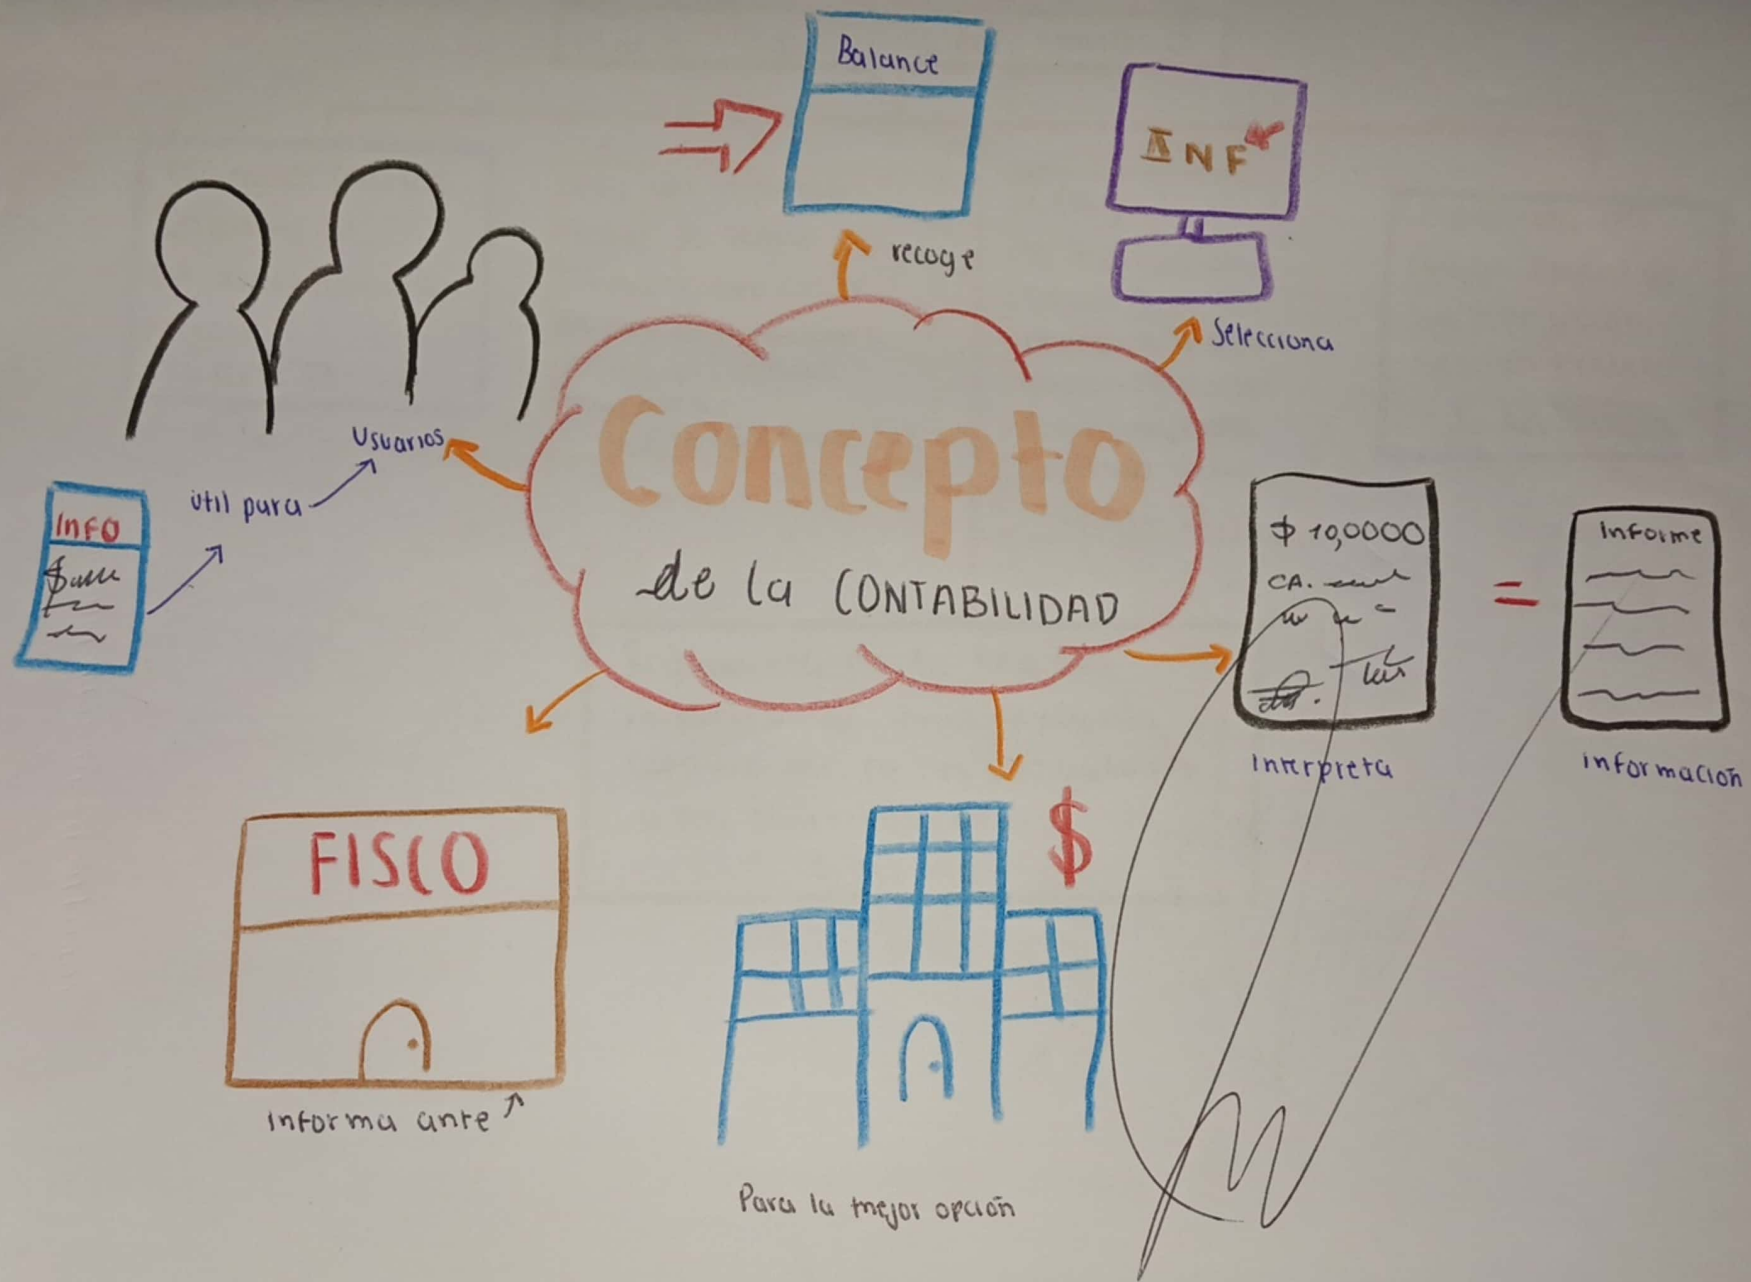 Balance
INF
recoge
Selecciona
Usuarios
util para
INFO
$
Concepto
de la CONTABILIDAD
$ 10,0000
CA.
=
Informe
Interpreta
información
FISCO
Informa ante
$
Para la mejor opción